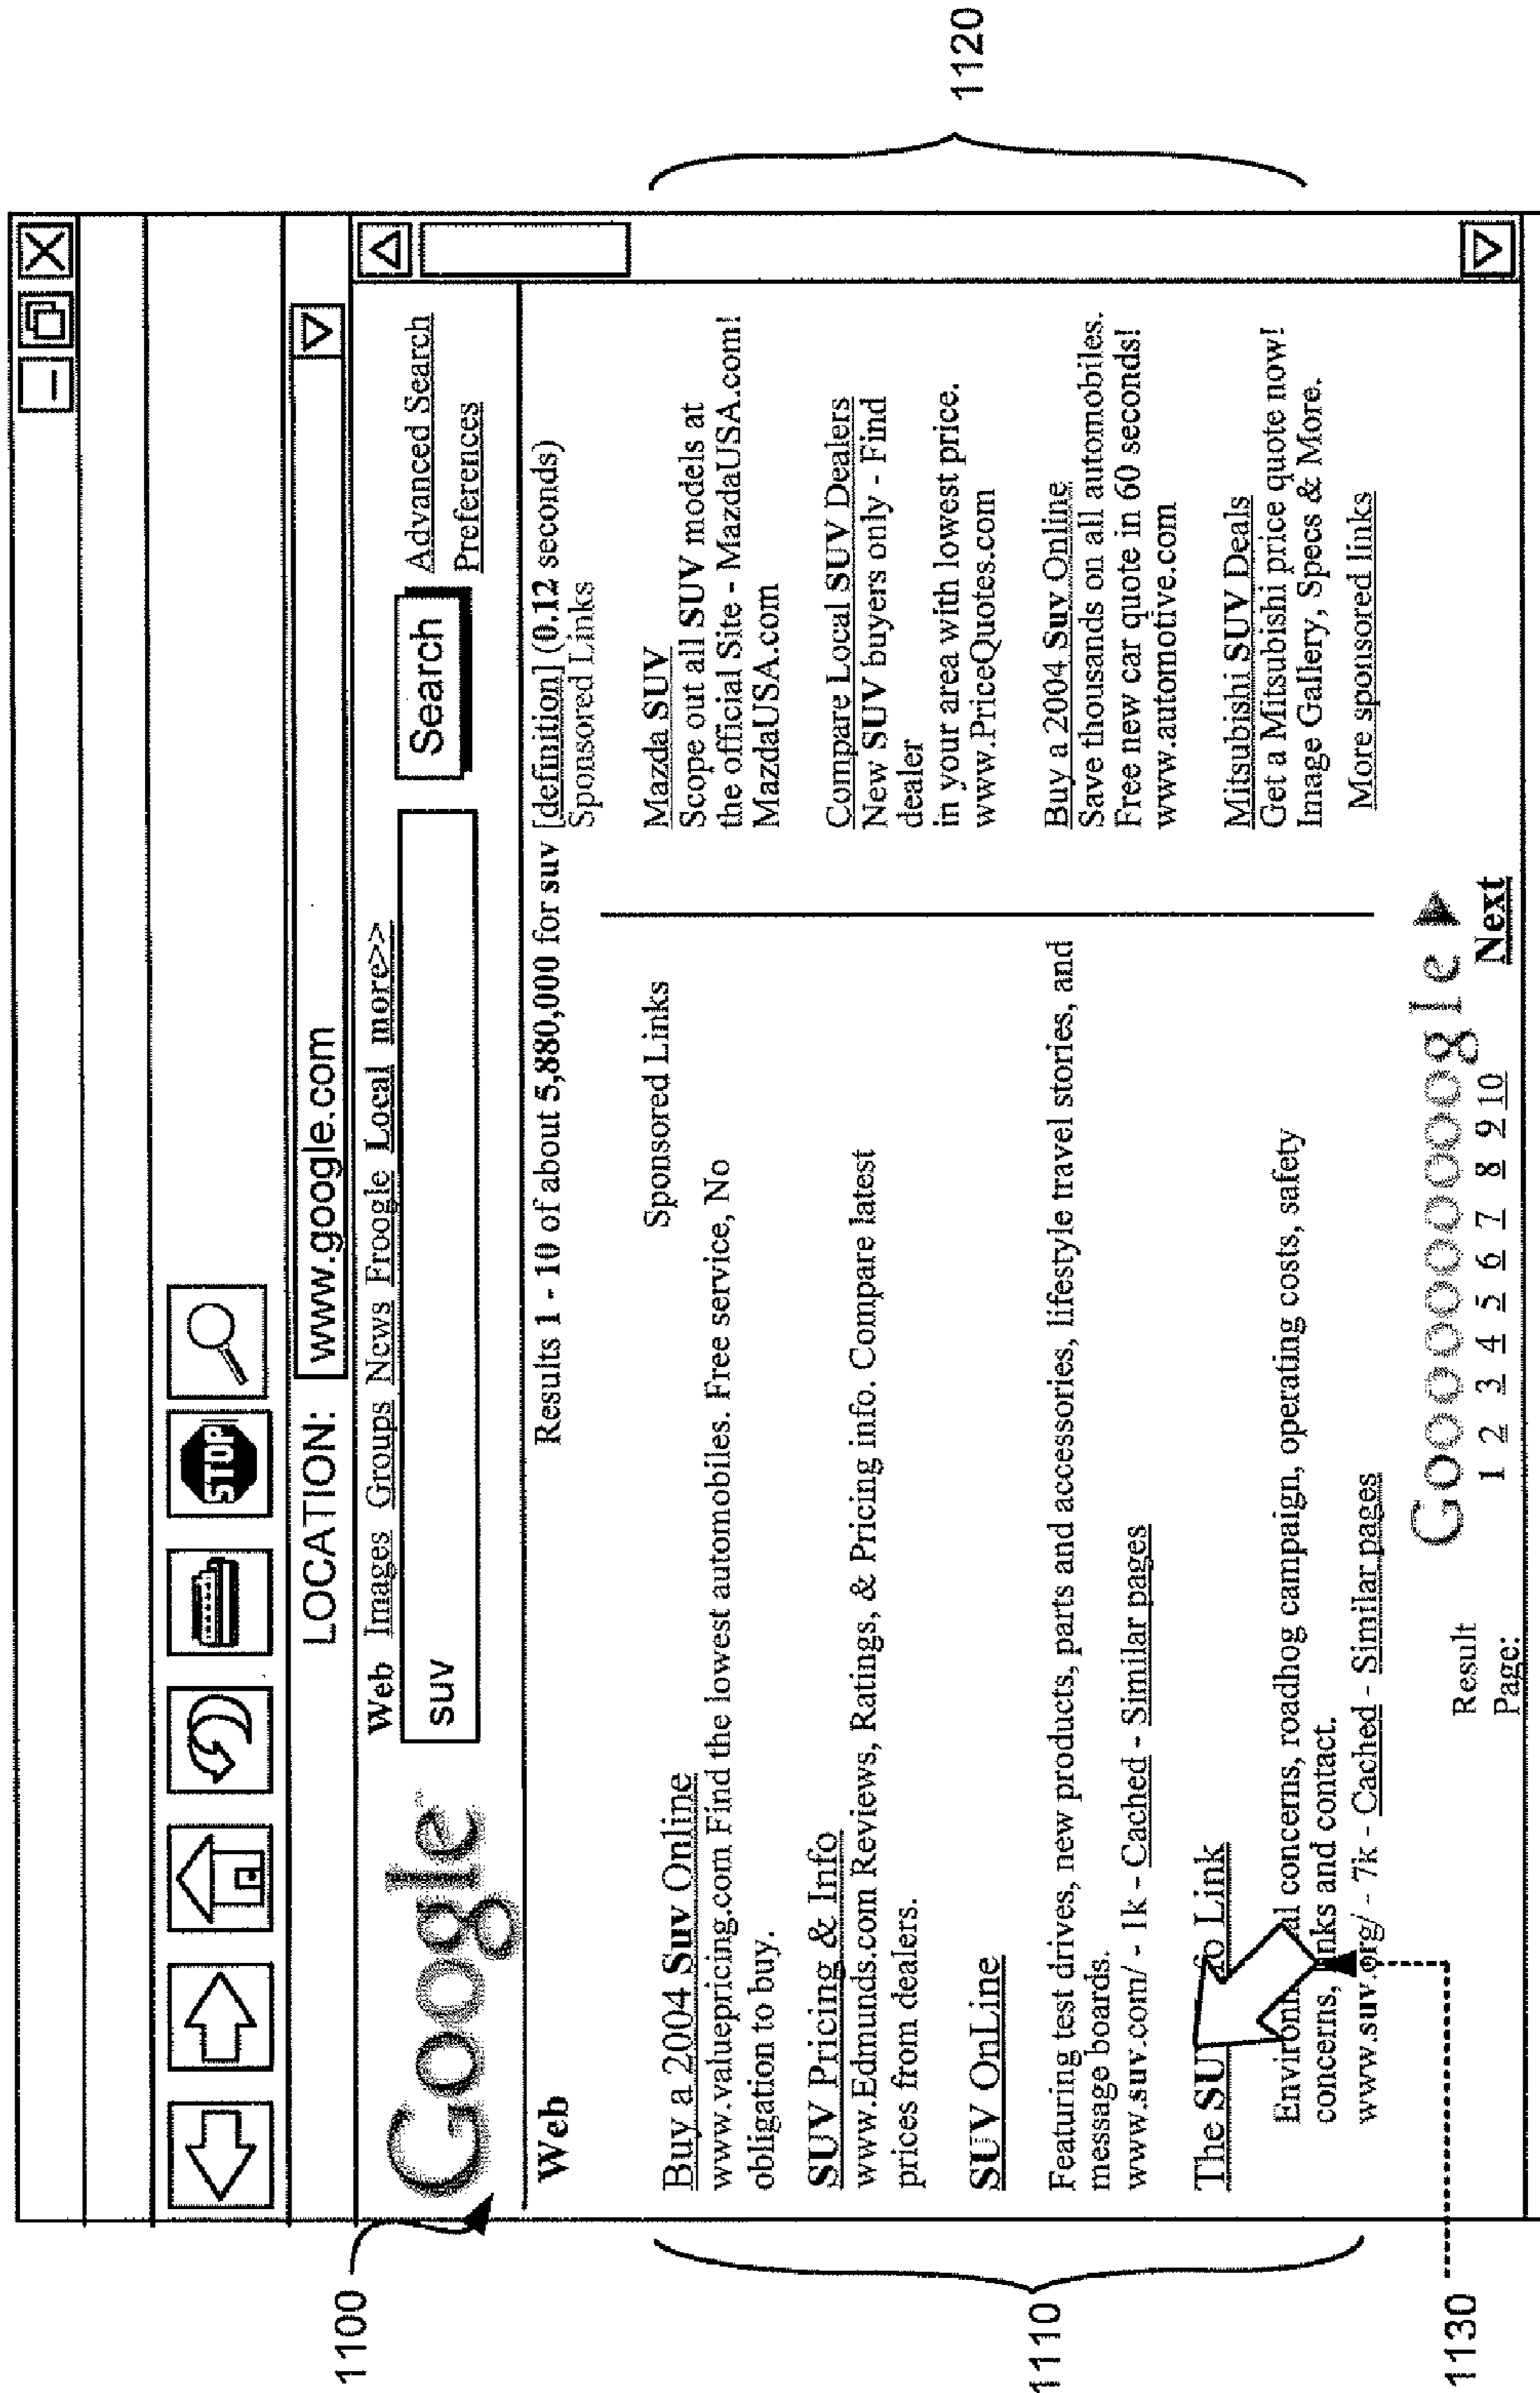 STOP
LOCATION: www.google.com
1100
Google
Web Images Groups News Froogle Local more>>
suv
Search
Advanced Search
Preferences
Web
Results 1 - 10 of about 5,880,000 for suv [definition] (0.12 seconds)
1110
Sponsored Links
Buy a 2004 Suv Online
www.valuepricing.com Find the lowest automobiles. Free service, No
obligation to buy.
SUV Pricing & Info
www.Edmunds.com Reviews, Ratings, & Pricing info. Compare latest
prices from dealers.
SUV OnLine
Featuring test drives, new products, parts and accessories, lifestyle travel stories, and
message boards.
www.suv.com/ - 1k - Cached - Similar pages
The SU fo Link
Environm al concerns, roadhog campaign, operating costs, safety
concerns, nks and contact.
www.suv.org/ - 7k - Cached - Similar pages
1130
Sponsored Links
Mazda SUV
Scope out all SUV models at
the official Site - MazdaUSA.com!
MazdaUSA.com
Compare Local SUV Dealers
New SUV buyers only - Find
dealer
in your area with lowest price.
www.PriceQuotes.com
Buy a 2004 Suv Online
Save thousands on all automobiles.
Free new car quote in 60 seconds!
www.automotive.com
Mitsubishi SUV Deals
Get a Mitsubishi price quote now!
Image Gallery, Specs & More.
More sponsored links
1120
Goooooooooogle
Result
Page:
1 2 3 4 5 6 7 8 9 10 Next